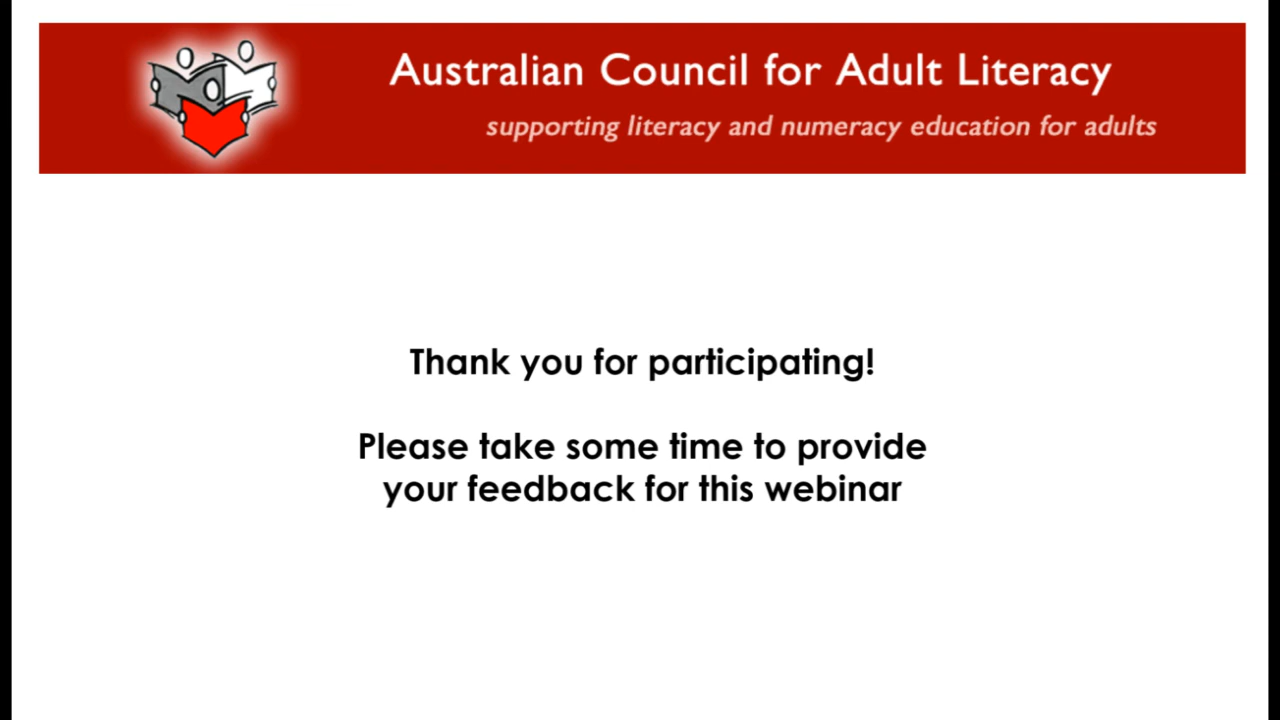 Australian Council for Adult Literacy
supporting literacy and numeracy education for adults
Thank you for participating!
Please take some time to provide
your feedback for this webinar